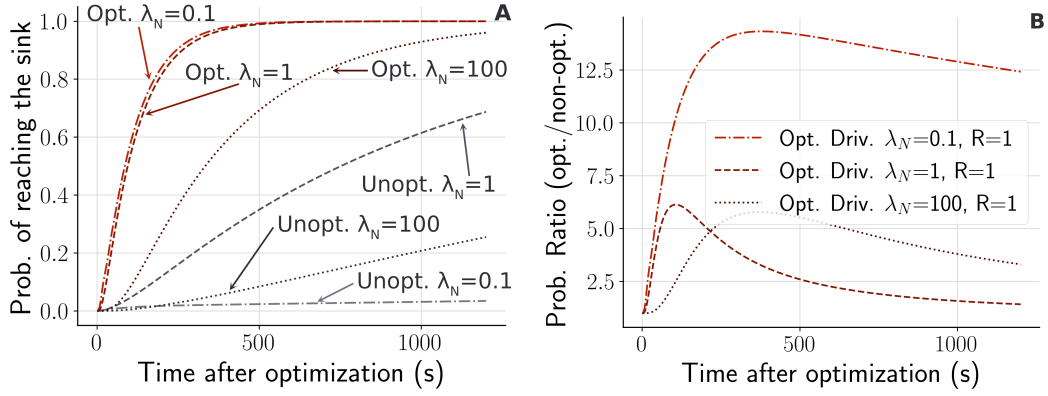 A
Prob. of reaching the sink
1.0
0.8
0.6
0.4
0.2
0.0
Opt. λN=0.1
Opt. λN=1
Opt. λN=100
Unopt. λN=1
Unopt. λN=100
Unopt. λN=0.1
0
500
1000
Time after optimization (s)
B
Prob. Ratio (opt./non-opt.)
12.5
10.0
7.5
5.0
2.5
Opt. Driv. λN=0.1, R=1
Opt. Driv. λN=1, R=1
Opt. Driv. λN=100, R=1
0
500
1000
Time after optimization (s)